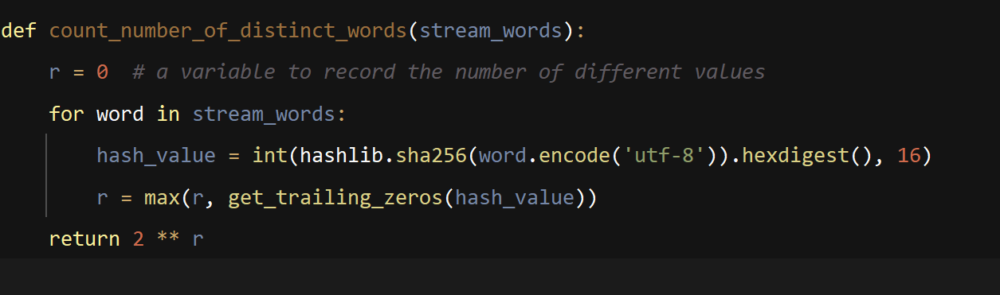 def count_number_of_distinct_words(stream_words):
    r = 0  # a variable to record the number of different values
    for word in stream_words:
        hash_value = int(hashlib.sha256(word.encode('utf-8')).hexdigest(), 16)
        r = max(r, get_trailing_zeros(hash_value))
    return 2 ** r